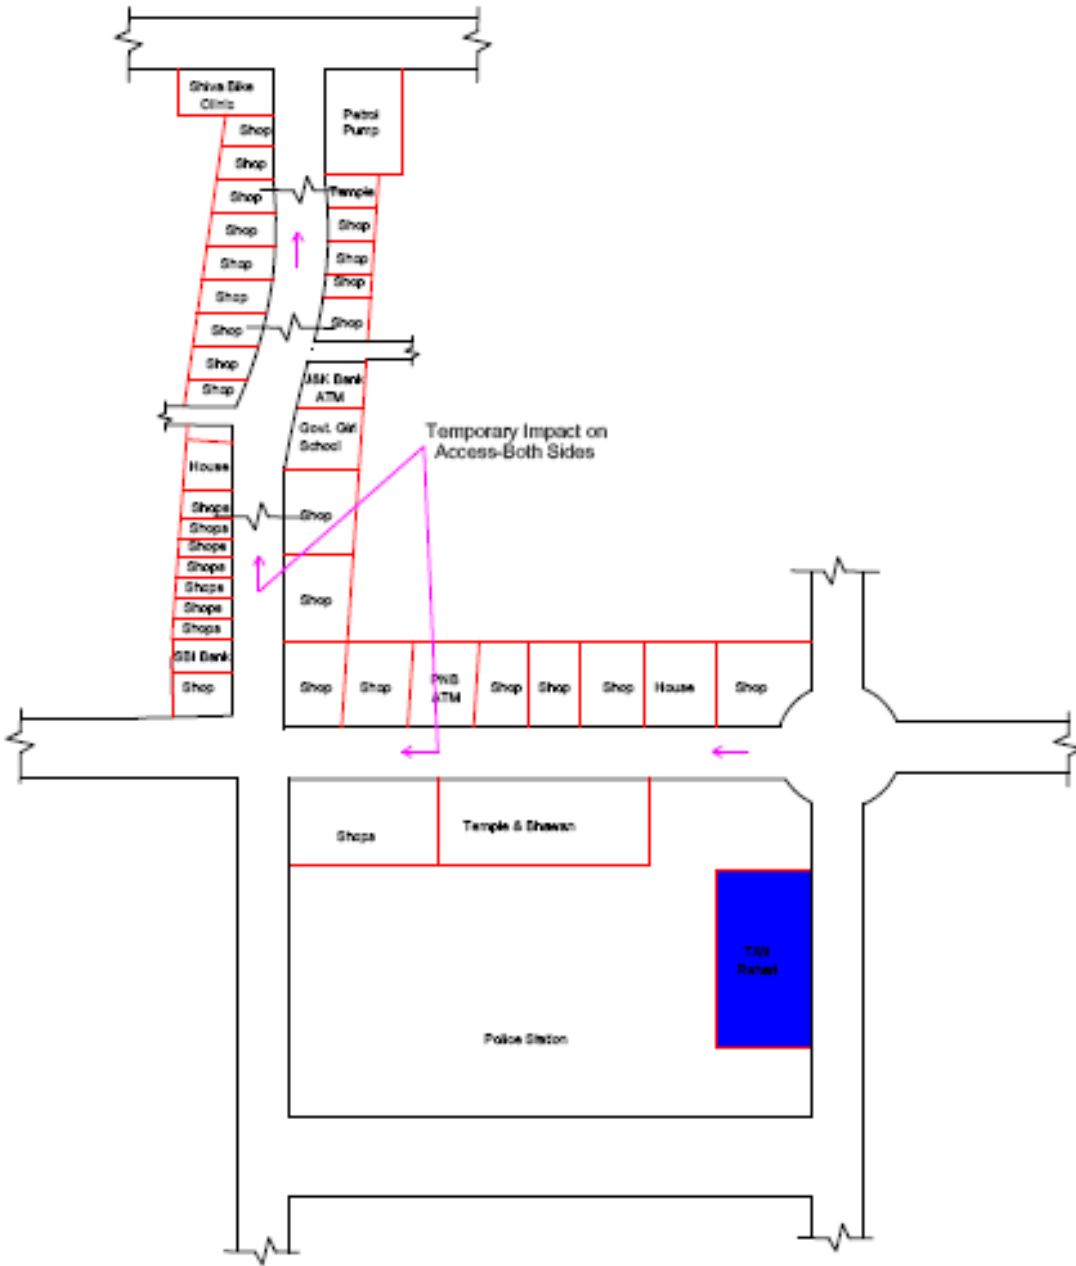 Shiva Bike
Clinic
Patrol
Pump
Shop
Shop
Shop
Temple
Shop
Shop
Shop
Shop
Shop
Shop
Shop
Shop
Shop
Shop
J&K Bank
ATM
Govt. Girl
School
Temporary Impact on
Access-Both Sides
House
Shops
Shop
Shops
Shops
Shops
Shops
Shops
Shops
Shop
SBI Bank
Shop
Shop
Shop
PNB
ATM
Shop
Shop
Shop
House
Shop
Shops
Temple & Bhawan
T/W
Police Station